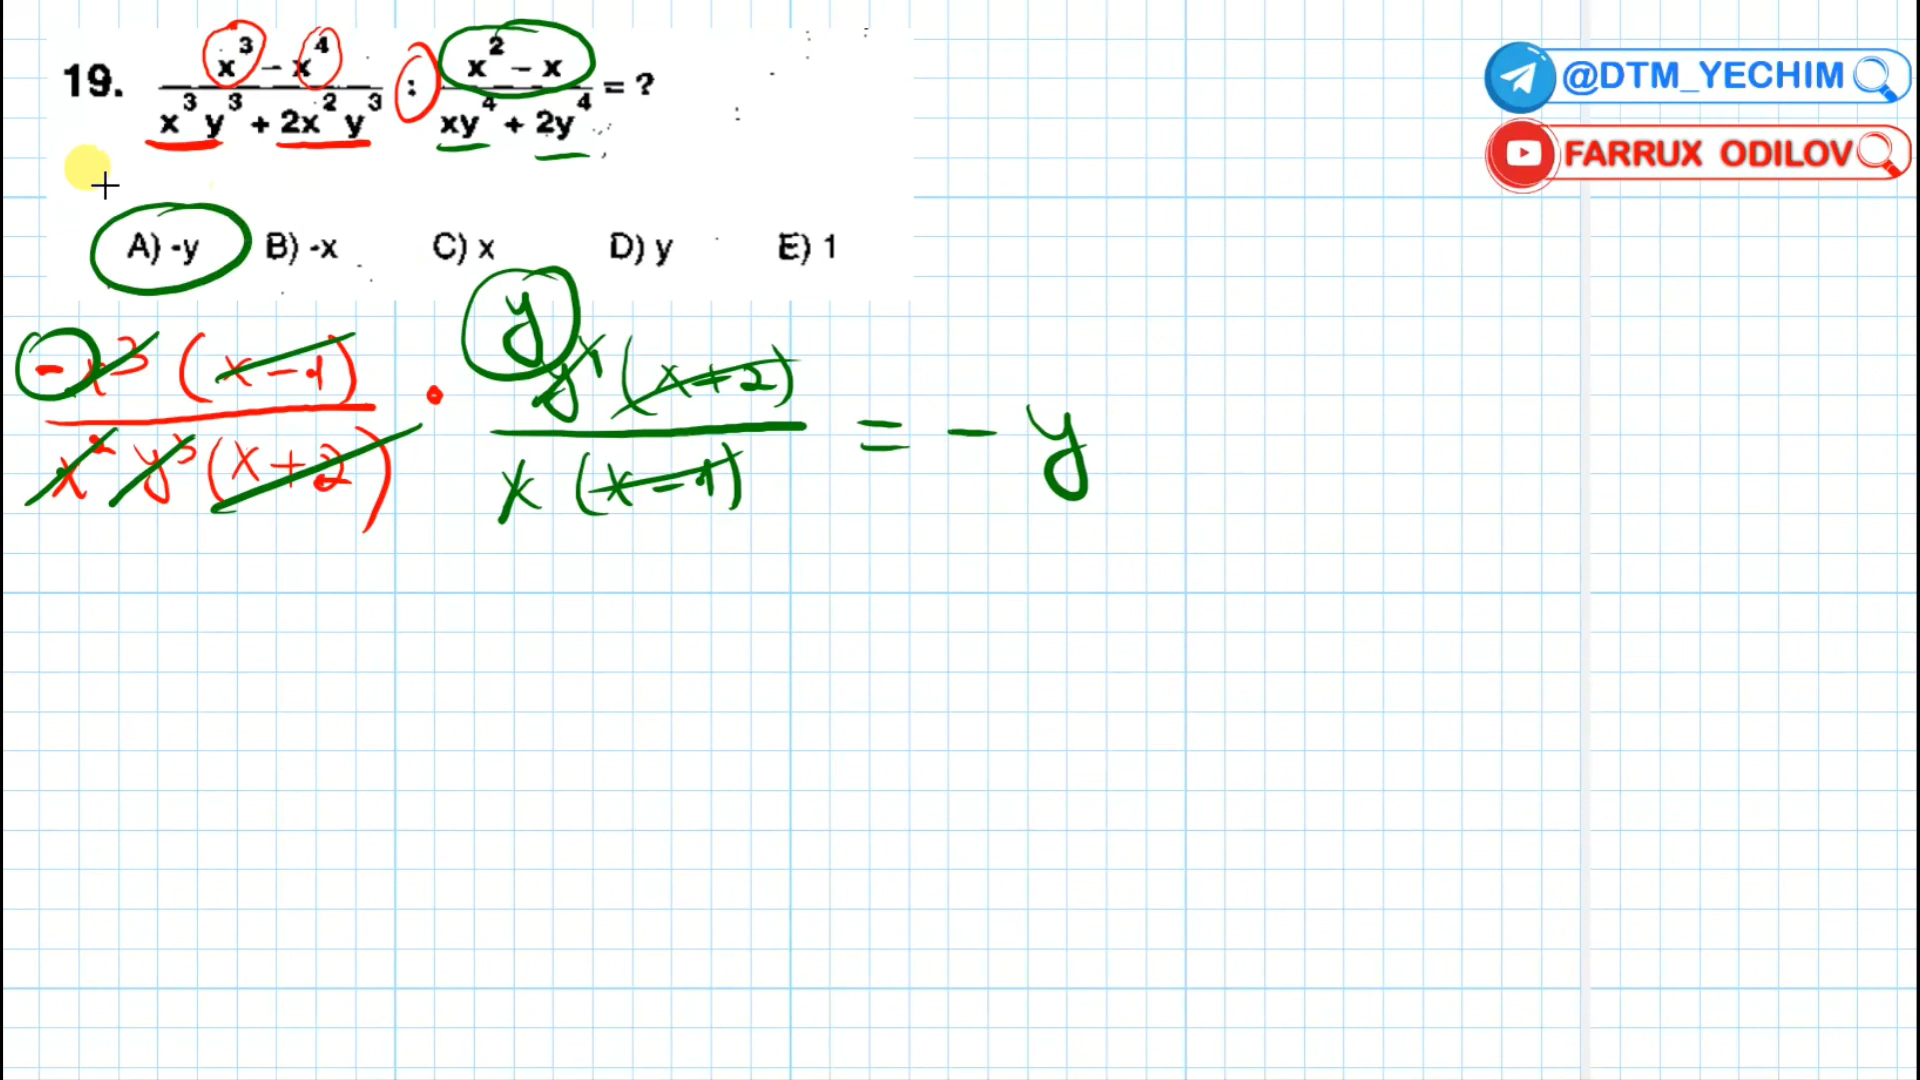 19. (x³ − x⁴)/(x³y³ + 2x²y³) : (x² − x)/(xy⁴ + 2y⁴) = ?
A) -y B) -x C) x D) y E) 1
(-x³(x-1))/(x²y³(x+2)) · (y y⁴(x+2))/(x(x-1)) = - y
@DTM_YECHIM
FARRUX ODILOV